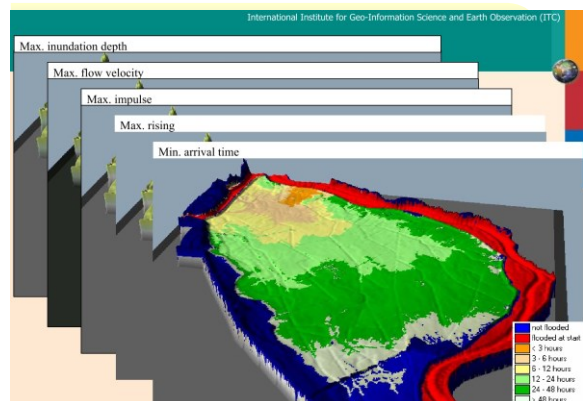 International Institute for Geo-Information Science and Earth Observation (ITC)
Max. inundation depth
Max. flow velocity
Max. impulse
Max. rising
Min. arrival time
not flooded
flooded at start
< 3 hours
3 - 6 hours
6 - 12 hours
12 - 24 hours
24 - 48 hours
> 48 hours